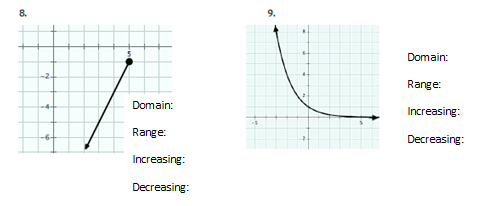 8.
5
-2
-4
-6
Domain:
Range:
Increasing:
Decreasing:
9.
8
6
4
2
-5
5
2
Domain:
Range:
Increasing:
Decreasing: